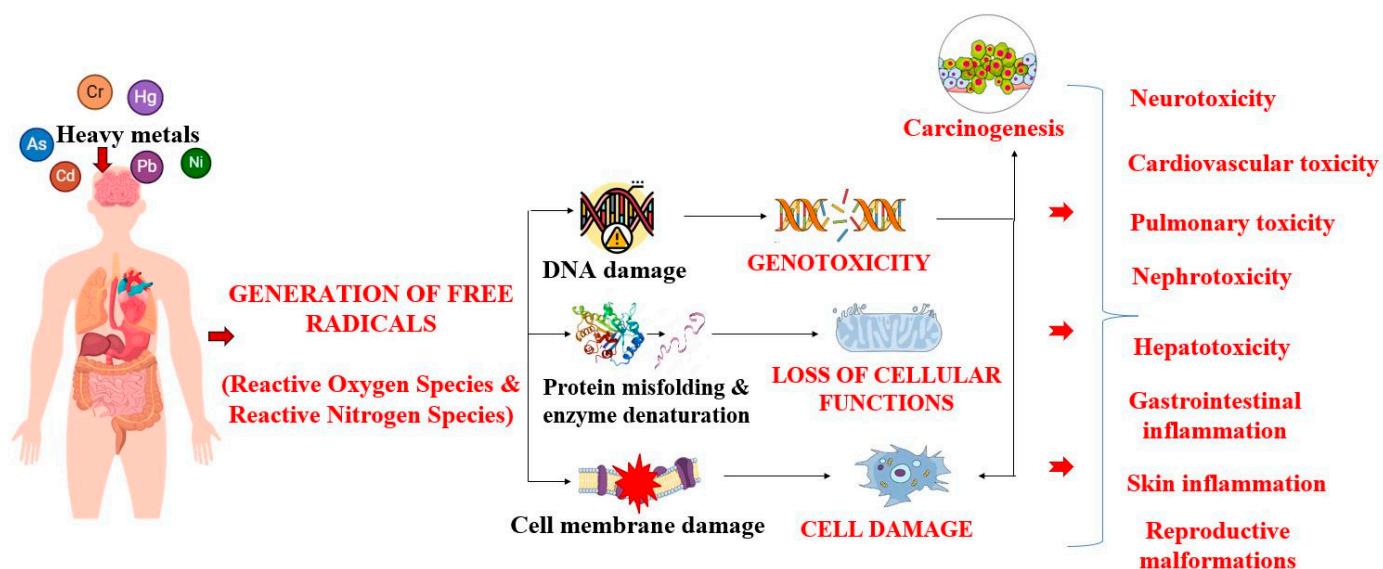 Cr
Hg
Heavy metals
As
Cd
Pb
Ni
GENERATION OF FREE
RADICALS
(Reactive Oxygen Species &
Reactive Nitrogen Species)
DNA damage
GENOTOXICITY
Carcinogenesis
Protein misfolding &
enzyme denaturation
LOSS OF CELLULAR
FUNCTIONS
Cell membrane damage
CELL DAMAGE
Neurotoxicity
Cardiovascular toxicity
Pulmonary toxicity
Nephrotoxicity
Hepatotoxicity
Gastrointestinal
inflammation
Skin inflammation
Reproductive
malformations